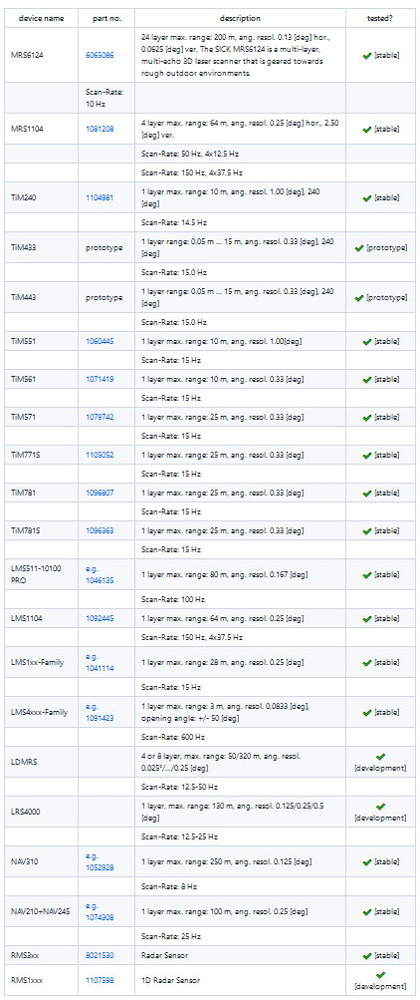 device name part no. description tested?
24 layer max. range: 200 m, ang. resol. 0.13 [deg] hor.,
MRS6124 6065086 0.0625 [deg] ver. The SICK MRS6124 is a multi-layer, [stable]
multi-echo 3D laser scanner that is geared towards
rough outdoor environments.
Scan-Rate:
10 Hz
MRS1104 1081208 4 layer max. range: 64 m, ang. resol. 0.25 [deg] hor., 2.50 [stable]
[deg] ver.
Scan-Rate: 50 Hz, 4x12.5 Hz
Scan-Rate: 150 Hz, 4x37.5 Hz
TiM240 1104981 1 layer max. range: 10 m, ang. resol. 1.00 [deg], 240 [stable]
[deg]
Scan-Rate: 14.5 Hz
TiM433 prototype 1 layer range: 0.05 m ... 15 m, ang. resol. 0.33 [deg], 240 [prototype]
[deg]
Scan-Rate: 15.0 Hz
TiM443 prototype 1 layer range: 0.05 m ... 15 m, ang. resol. 0.33 [deg], 240 [prototype]
[deg]
Scan-Rate: 15.0 Hz
TiM551 1060445 1 layer max. range: 10 m, ang. resol. 1.00[deg] [stable]
Scan-Rate: 15 Hz
TiM561 1071419 1 layer max. range: 10 m, ang. resol. 0.33 [deg] [stable]
Scan-Rate: 15 Hz
TiM571 1079742 1 layer max. range: 25 m, ang. resol. 0.33 [deg] [stable]
Scan-Rate: 15 Hz
TiM771S 1105052 1 layer max. range: 25 m, ang. resol. 0.33 [deg] [stable]
Scan-Rate: 15 Hz
TiM781 1096807 1 layer max. range: 25 m, ang. resol. 0.33 [deg] [stable]
Scan-Rate: 15 Hz
TiM781S 1096363 1 layer max. range: 25 m, ang. resol. 0.33 [deg] [stable]
Scan-Rate: 15 Hz
LMS511-10100 e.g. 1 layer max. range: 80 m, ang. resol. 0.167 [deg] [stable]
PRO 1046135
Scan-Rate: 100 Hz
LMS1104 1092445 1 layer max. range: 64 m, ang. resol. 0.25 [deg] [stable]
Scan-Rate: 150 Hz, 4x37.5 Hz
LMS1xx-Family e.g. 1 layer max. range: 28 m, ang. resol. 0.25 [deg] [stable]
1041114
Scan-Rate: 15 Hz
LMS4xxx-Family e.g. 1 layer max. range: 3 m, ang. resol. 0,0833 [deg], [stable]
1091423 opening angle: +/- 50 [deg]
Scan-Rate: 600 Hz
LDMRS 4 or 8 layer, max. range: 50/320 m, ang. resol.
0.025°/.../0.25 [deg] [development]
Scan-Rate: 12.5-50 Hz
LRS4000 1 layer, max. range: 130 m, ang. resol. 0.125/0.25/0.5
[deg] [development]
Scan-Rate: 12.5-25 Hz
NAV310 e.g. 1 layer max. range: 250 m, ang. resol. 0.125 [deg] [stable]
1052928
Scan-Rate: 8 Hz
NAV210+NAV245 e.g. 1 layer max. range: 100 m, ang. resol. 0.25 [deg] [stable]
1074308
Scan-Rate: 25 Hz
RMS3xx 8021530 Radar Sensor [stable]
RMS1xxx 1107598 1D Radar Sensor [development]